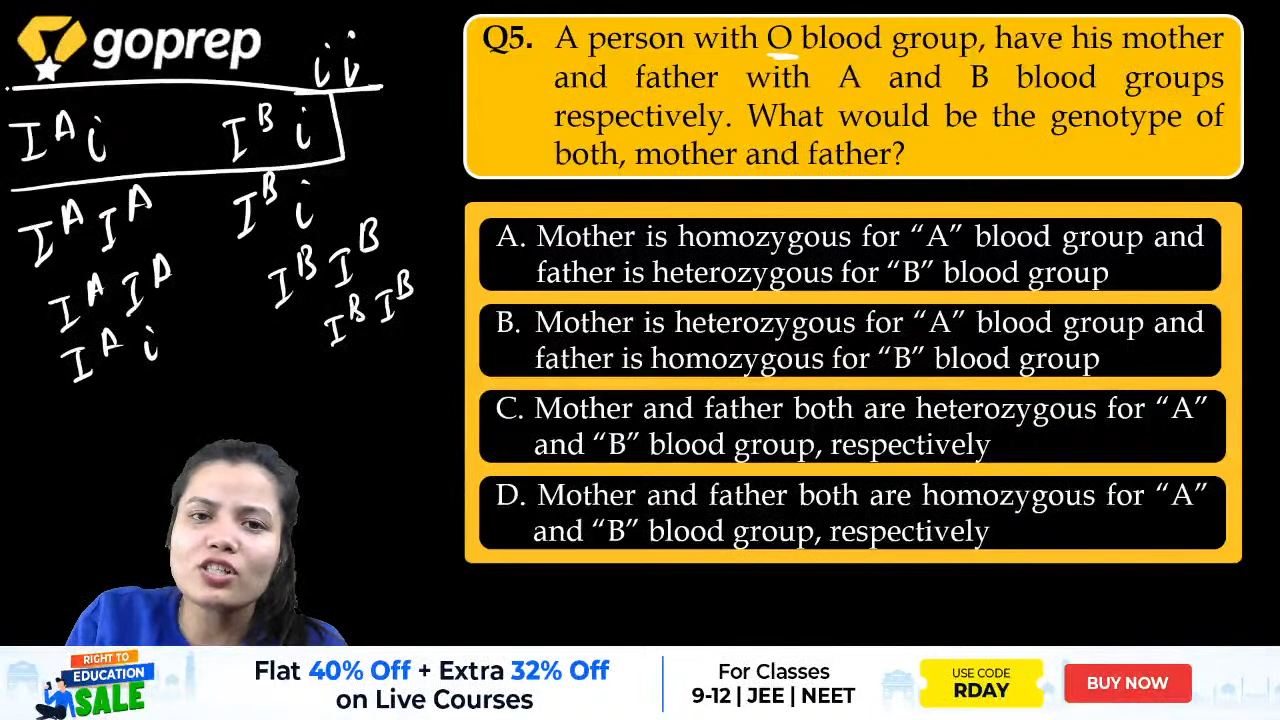 goprep
i i
I^A i I^B i
I^A I^A I^B i
I^A I^A I^B I^B
I^A i I^B I^B
Q5. A person with O blood group, have his mother
and father with A and B blood groups
respectively. What would be the genotype of
both, mother and father?
A. Mother is homozygous for “A” blood group and
father is heterozygous for “B” blood group
B. Mother is heterozygous for “A” blood group and
father is homozygous for “B” blood group
C. Mother and father both are heterozygous for “A”
and “B” blood group, respectively
D. Mother and father both are homozygous for “A”
and “B” blood group, respectively
RIGHT TO
EDUCATION
SALE
Flat 40% Off + Extra 32% Off
on Live Courses
For Classes
9-12 | JEE | NEET
USE CODE
RDAY
BUY NOW